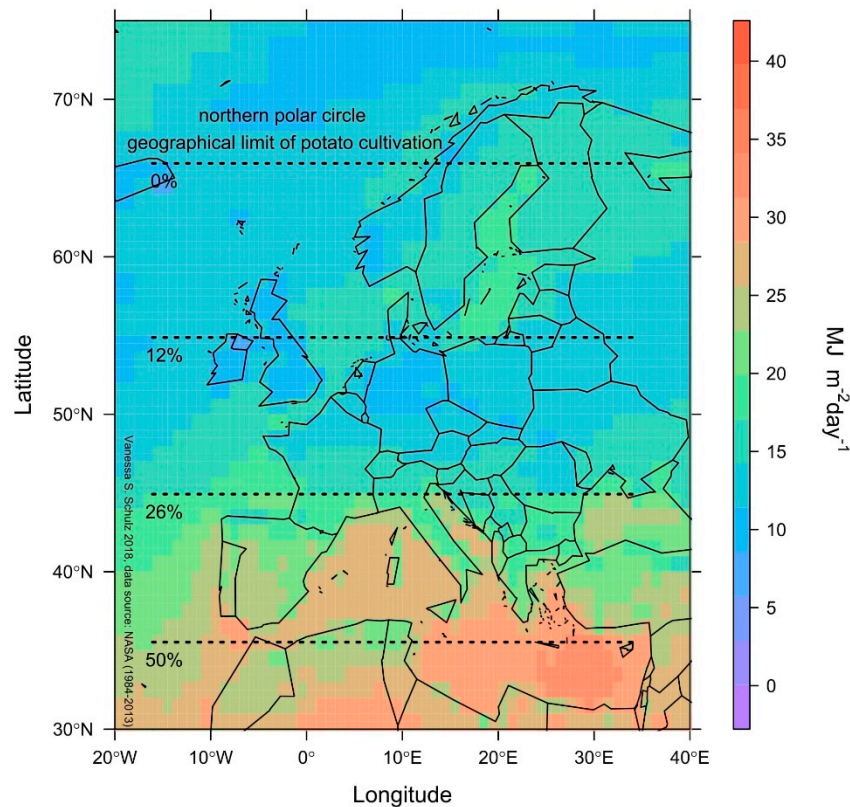 70°N
northern polar circle
geographical limit of potato cultivation
0%
60°N
12%
50°N
26%
40°N
50%
30°N
20°W
10°W
0°
10°E
20°E
30°E
40°E
Latitude
Longitude
Vanessa S. Schulz 2018, data source: NASA (1984-2013)
40
35
30
25
20
15
10
5
0
MJ m⁻²day⁻¹